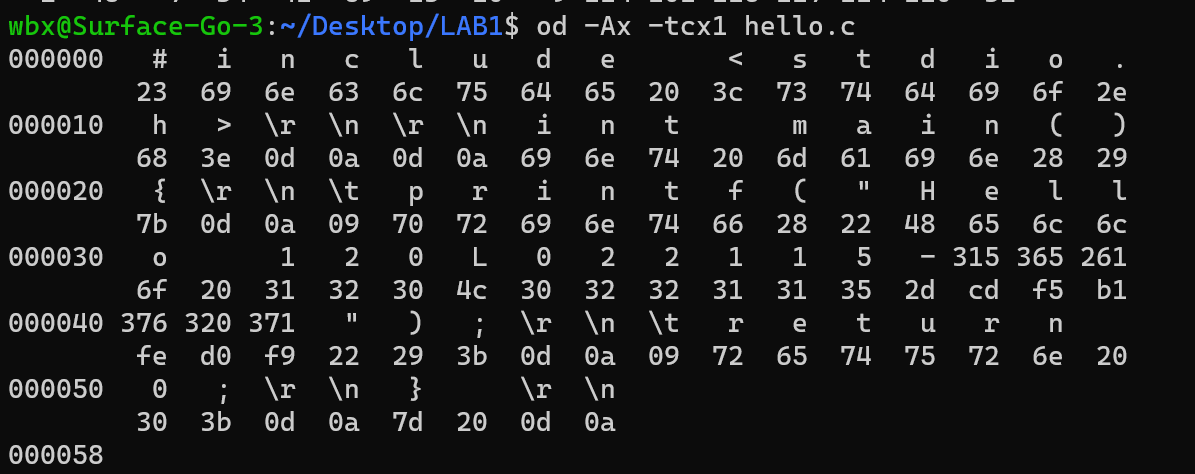 wbx@Surface-Go-3:~/Desktop/LAB1$ od -Ax -tcx1 hello.c
000000 # i n c l u d e < s t d i o .
23 69 6e 63 6c 75 64 65 20 3c 73 74 64 69 6f 2e
000010 h > \r \n \r \n i n t m a i n ( )
68 3e 0d 0a 0d 0a 69 6e 74 20 6d 61 69 6e 28 29
000020 { \r \n \t p r i n t f ( " H e l l
7b 0d 0a 09 70 72 69 6e 74 66 28 22 48 65 6c 6c
000030 o 1 2 0 L 0 2 2 1 1 5 - 315 365 261
6f 20 31 32 30 4c 30 32 32 31 31 35 2d cd f5 b1
000040 376 320 371 " ) ; \r \n \t r e t u r n
fe d0 f9 22 29 3b 0d 0a 09 72 65 74 75 72 6e 20
000050 0 ; \r \n } \r \n
30 3b 0d 0a 7d 20 0d 0a
000058